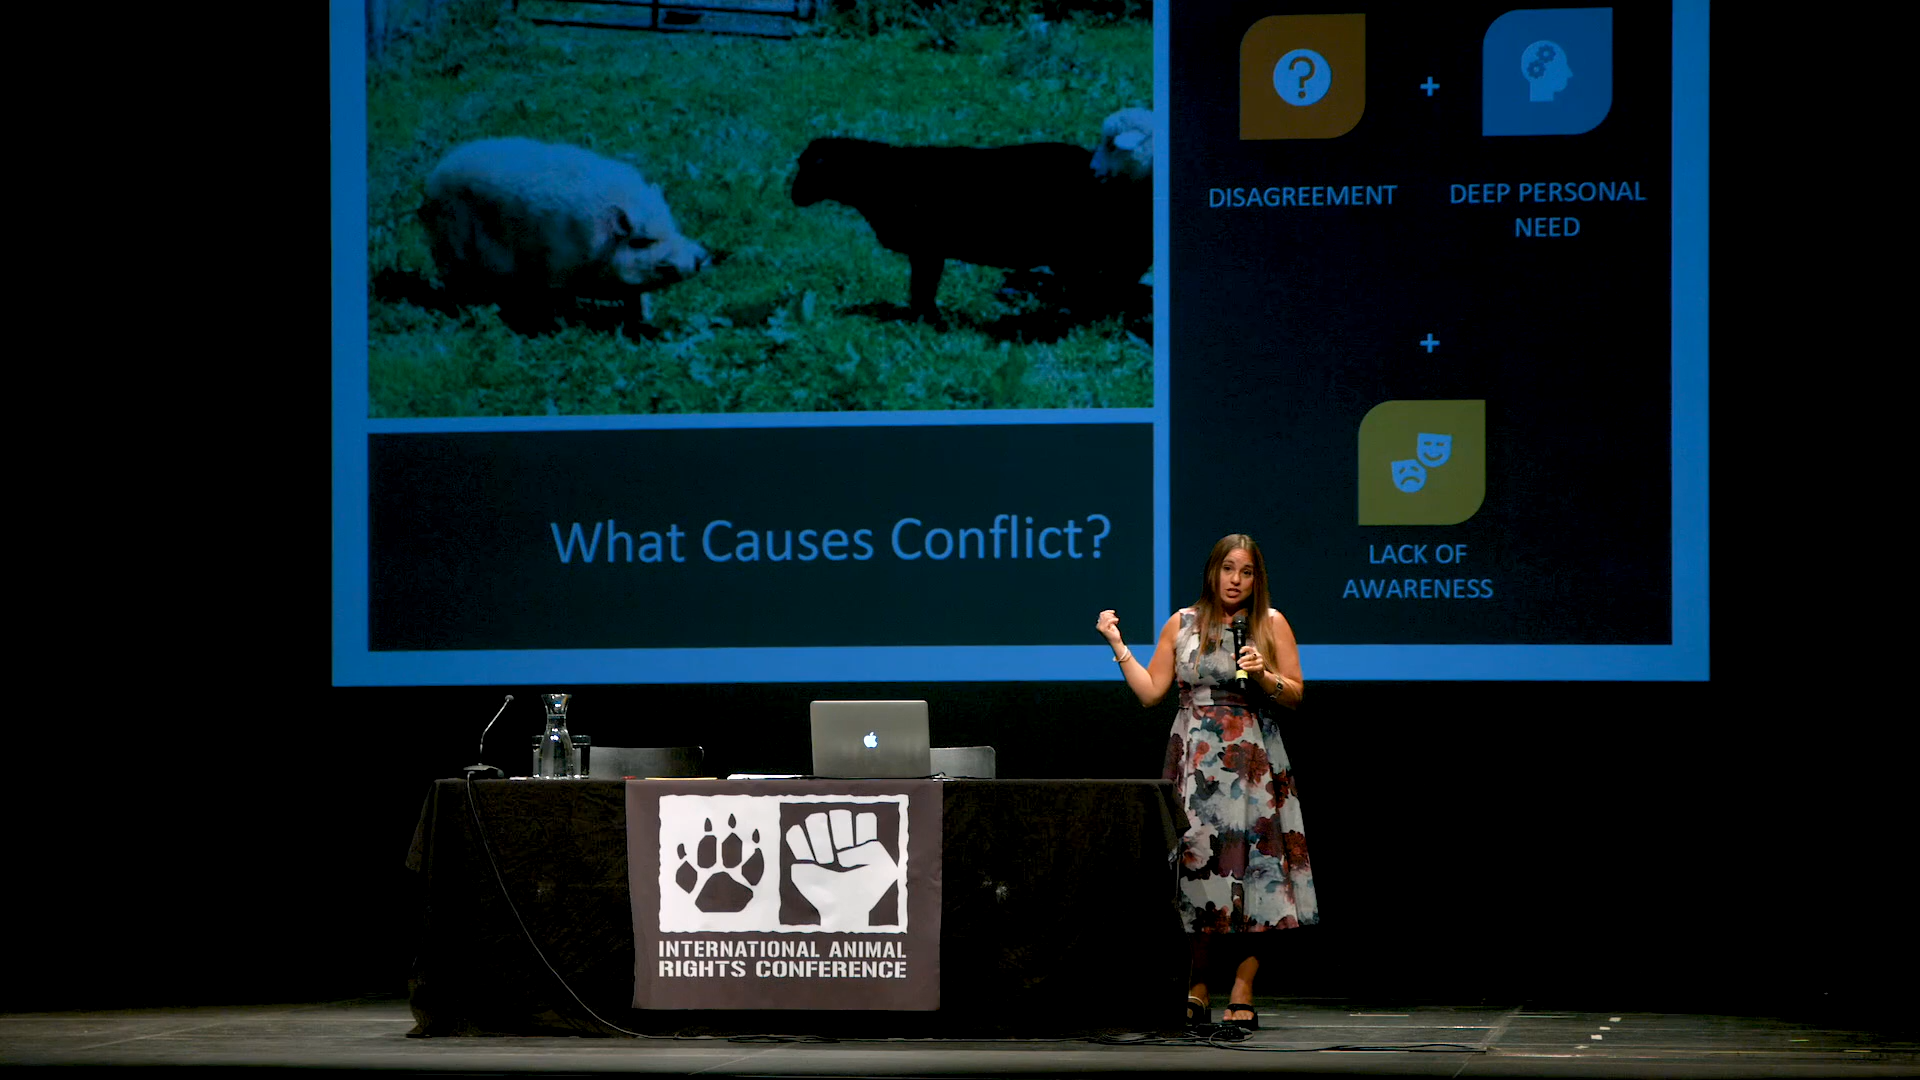 DISAGREEMENT
+
DEEP PERSONAL
NEED
+
LACK OF
AWARENESS
What Causes Conflict?
INTERNATIONAL ANIMAL
RIGHTS CONFERENCE